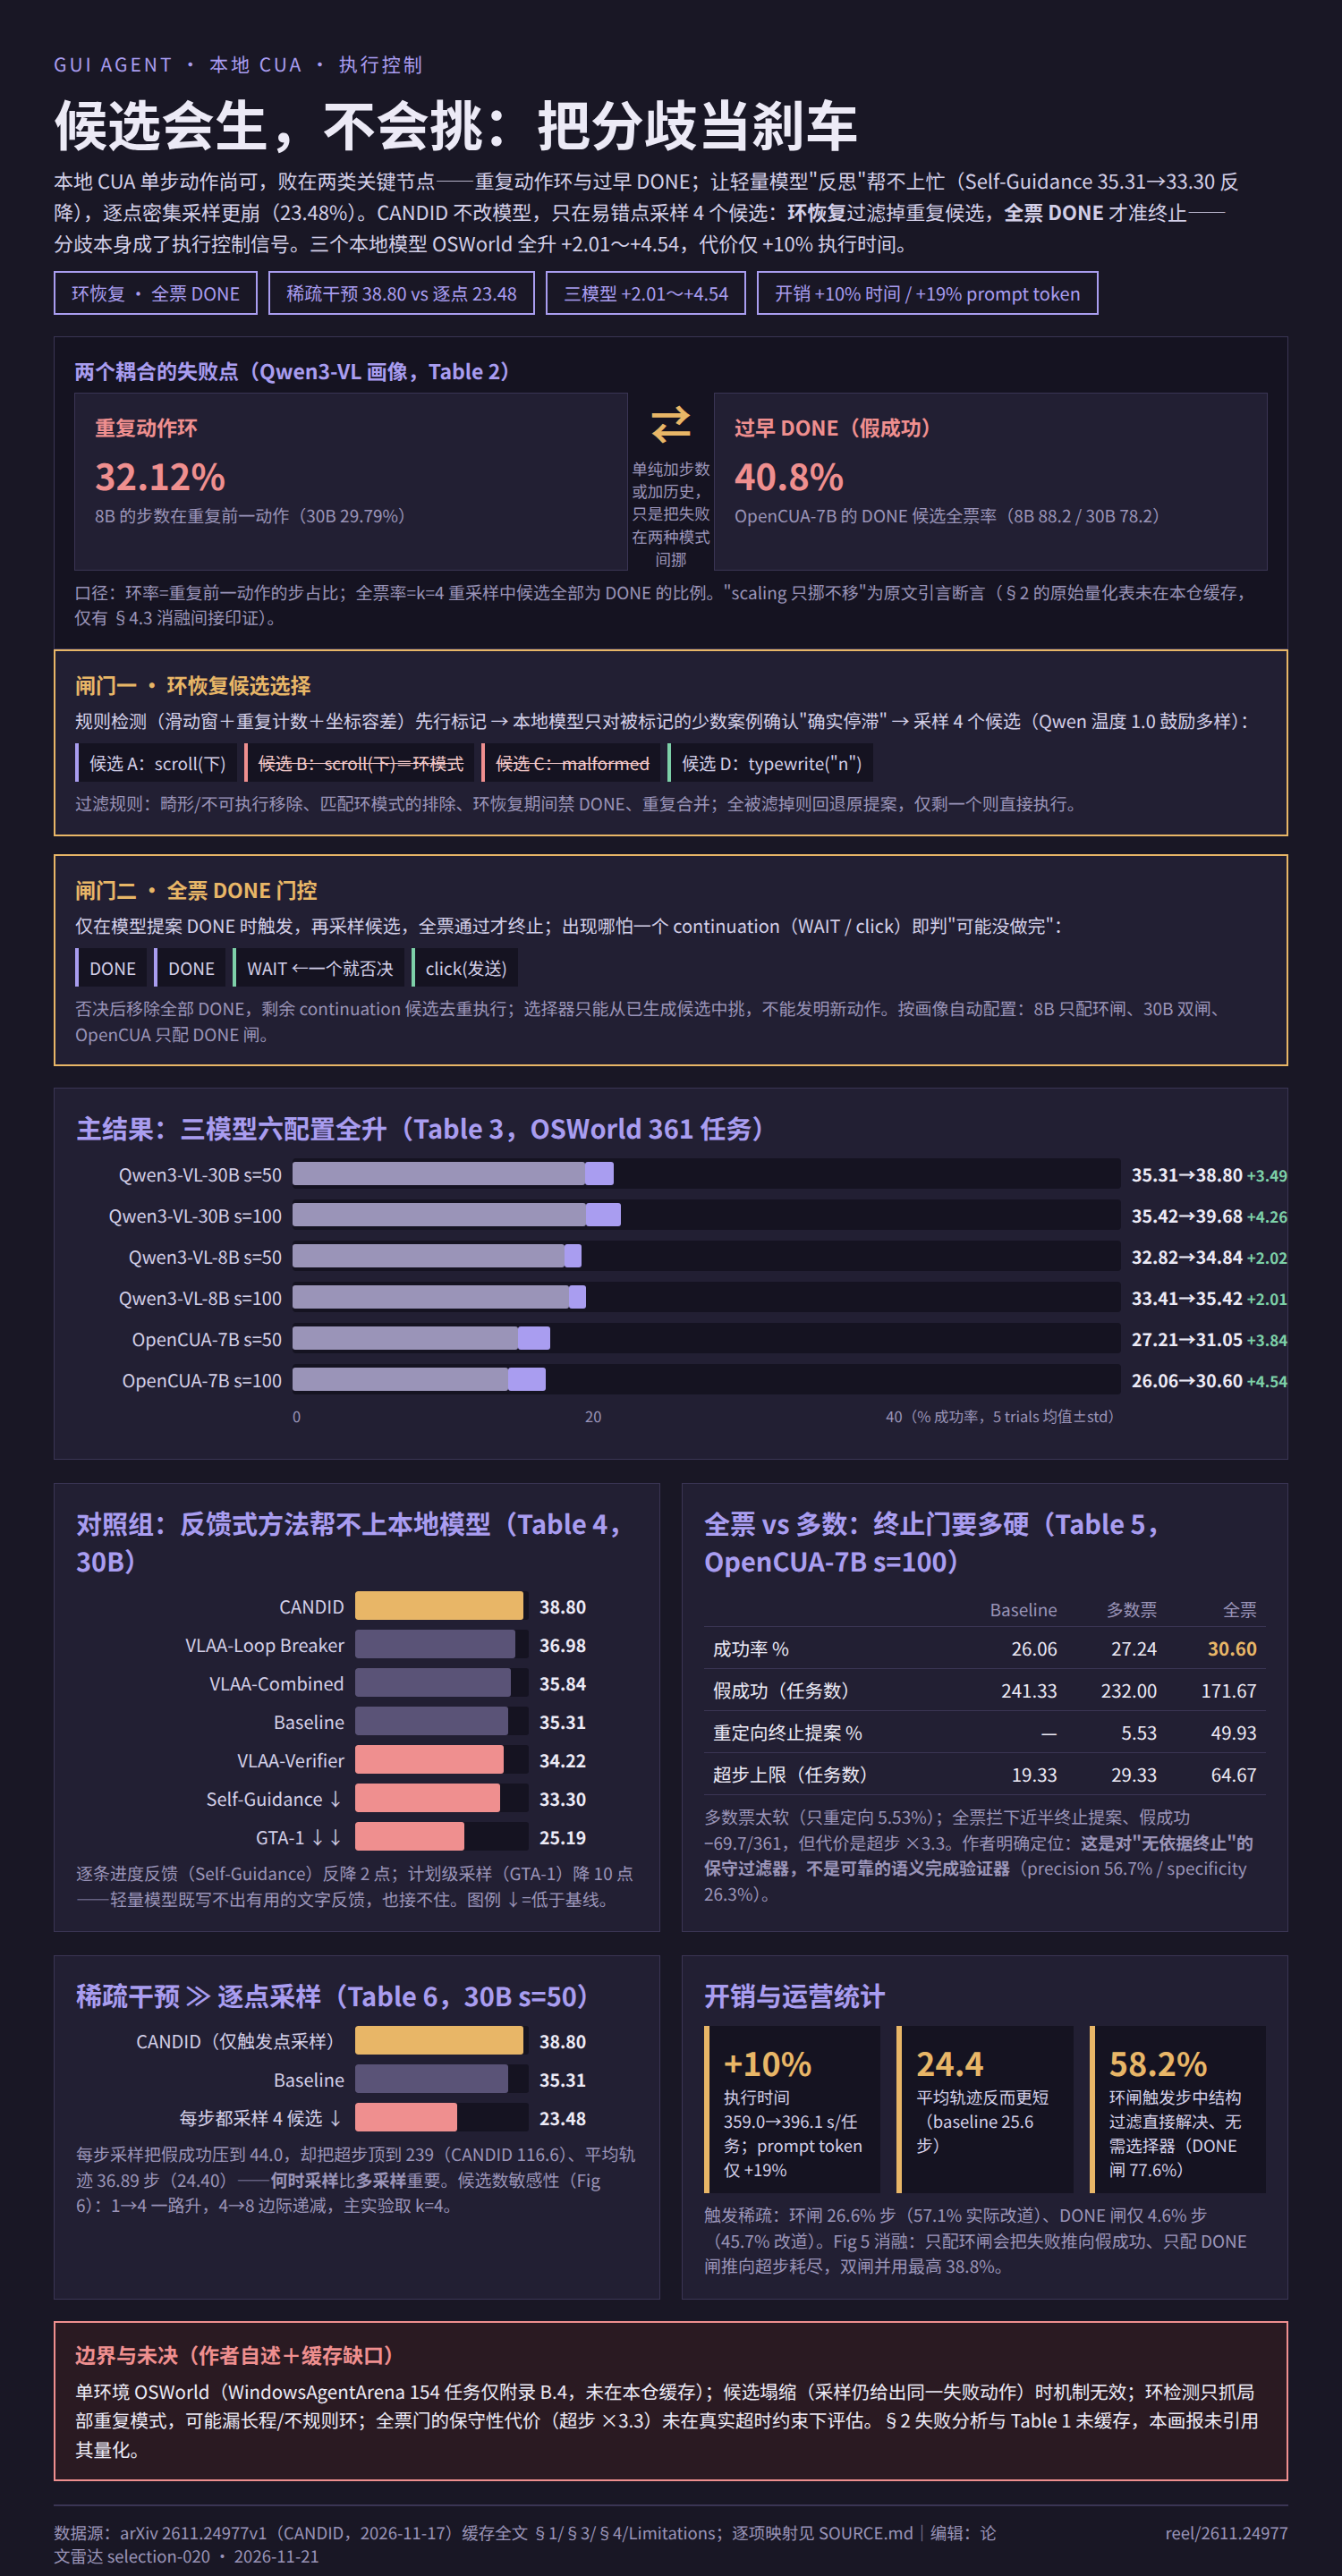 GUI AGENT · 本地 CUA · 执行控制
候选会生，不会挑：把分歧当刹车
本地 CUA 单步动作尚可，败在两类关键节点——重复动作环与过早 DONE；让轻量模型"反思"帮不上忙（Self-Guidance 35.31→33.30 反
降），逐点密集采样更崩（23.48%）。CANDID 不改模型，只在易错点采样 4 个候选：环恢复过滤掉重复候选，全票 DONE 才准终止——
分歧本身成了执行控制信号。三个本地模型 OSWorld 全升 +2.01～+4.54，代价仅 +10% 执行时间。
环恢复 · 全票 DONE
稀疏干预 38.80 vs 逐点 23.48
三模型 +2.01～+4.54
开销 +10% 时间 / +19% prompt token
两个耦合的失败点（Qwen3-VL 画像，Table 2）
重复动作环
32.12%
8B 的步数在重复前一动作（30B 29.79%）
⇄
单纯加步数
或加历史，
只是把失败
在两种模式
间挪
过早 DONE（假成功）
40.8%
OpenCUA-7B 的 DONE 候选全票率（8B 88.2 / 30B 78.2）
口径：环率=重复前一动作的步占比；全票率=k=4 重采样中候选全部为 DONE 的比例。"scaling 只挪不移"为原文引言断言（§2 的原始量化表未在本仓缓存，
仅有 §4.3 消融间接印证）。
闸门一 · 环恢复候选选择
规则检测（滑动窗＋重复计数＋坐标容差）先行标记 → 本地模型只对被标记的少数案例确认"确实停滞" → 采样 4 个候选（Qwen 温度 1.0 鼓励多样）：
候选 A：scroll(下)
候选 B：scroll(下)＝环模式
候选 C：malformed
候选 D：typewrite("n")
过滤规则：畸形/不可执行移除、匹配环模式的排除、环恢复期间禁 DONE、重复合并；全被滤掉则回退原提案，仅剩一个则直接执行。
闸门二 · 全票 DONE 门控
仅在模型提案 DONE 时触发，再采样候选，全票通过才终止；出现哪怕一个 continuation（WAIT / click）即判"可能没做完"：
DONE
DONE
WAIT ←一个就否决
click(发送)
否决后移除全部 DONE，剩余 continuation 候选去重执行；选择器只能从已生成候选中挑，不能发明新动作。按画像自动配置：8B 只配环闸、30B 双闸、
OpenCUA 只配 DONE 闸。
主结果：三模型六配置全升（Table 3，OSWorld 361 任务）
Qwen3-VL-30B s=50 35.31→38.80 +3.49
Qwen3-VL-30B s=100 35.42→39.68 +4.26
Qwen3-VL-8B s=50 32.82→34.84 +2.02
Qwen3-VL-8B s=100 33.41→35.42 +2.01
OpenCUA-7B s=50 27.21→31.05 +3.84
OpenCUA-7B s=100 26.06→30.60 +4.54
0 20 40（% 成功率，5 trials 均值±std）
对照组：反馈式方法帮不上本地模型（Table 4，
30B）
CANDID 38.80
VLAA-Loop Breaker 36.98
VLAA-Combined 35.84
Baseline 35.31
VLAA-Verifier 34.22
Self-Guidance ↓ 33.30
GTA-1 ↓↓ 25.19
逐条进度反馈（Self-Guidance）反降 2 点；计划级采样（GTA-1）降 10 点
——轻量模型既写不出有用的文字反馈，也接不住。图例 ↓=低于基线。
全票 vs 多数：终止门要多硬（Table 5，
OpenCUA-7B s=100）
Baseline 多数票 全票
成功率 % 26.06 27.24 30.60
假成功（任务数） 241.33 232.00 171.67
重定向终止提案 % — 5.53 49.93
超步上限（任务数） 19.33 29.33 64.67
多数票太软（只重定向 5.53%）；全票拦下近半终止提案、假成功
−69.7/361，但代价是超步 ×3.3。作者明确定位：这是对"无依据终止"的
保守过滤器，不是可靠的语义完成验证器（precision 56.7% / specificity
26.3%）。
稀疏干预 ≫ 逐点采样（Table 6，30B s=50）
CANDID（仅触发点采样） 38.80
Baseline 35.31
每步都采样 4 候选 ↓ 23.48
每步采样把假成功压到 44.0，却把超步顶到 239（CANDID 116.6）、平均轨
迹 36.89 步（24.40）——何时采样比多采样重要。候选数敏感性（Fig
6）：1→4 一路升，4→8 边际递减，主实验取 k=4。
开销与运营统计
+10%
执行时间
359.0→396.1 s/任
务；prompt token
仅 +19%
24.4
平均轨迹反而更短
（baseline 25.6
步）
58.2%
环闸触发步中结构
过滤直接解决、无
需选择器（DONE
闸 77.6%）
触发稀疏：环闸 26.6% 步（57.1% 实际改道）、DONE 闸仅 4.6% 步
（45.7% 改道）。Fig 5 消融：只配环闸会把失败推向假成功、只配 DONE
闸推向超步耗尽，双闸并用最高 38.8%。
边界与未决（作者自述＋缓存缺口）
单环境 OSWorld（WindowsAgentArena 154 任务仅附录 B.4，未在本仓缓存）；候选塌缩（采样仍给出同一失败动作）时机制无效；环检测只抓局
部重复模式，可能漏长程/不规则环；全票门的保守性代价（超步 ×3.3）未在真实超时约束下评估。§2 失败分析与 Table 1 未缓存，本画报未引用
其量化。
数据源：arXiv 2611.24977v1（CANDID，2026-11-17）缓存全文 §1/§3/§4/Limitations；逐项映射见 SOURCE.md｜编辑：论
文雷达 selection-020 · 2026-11-21
reel/2611.24977